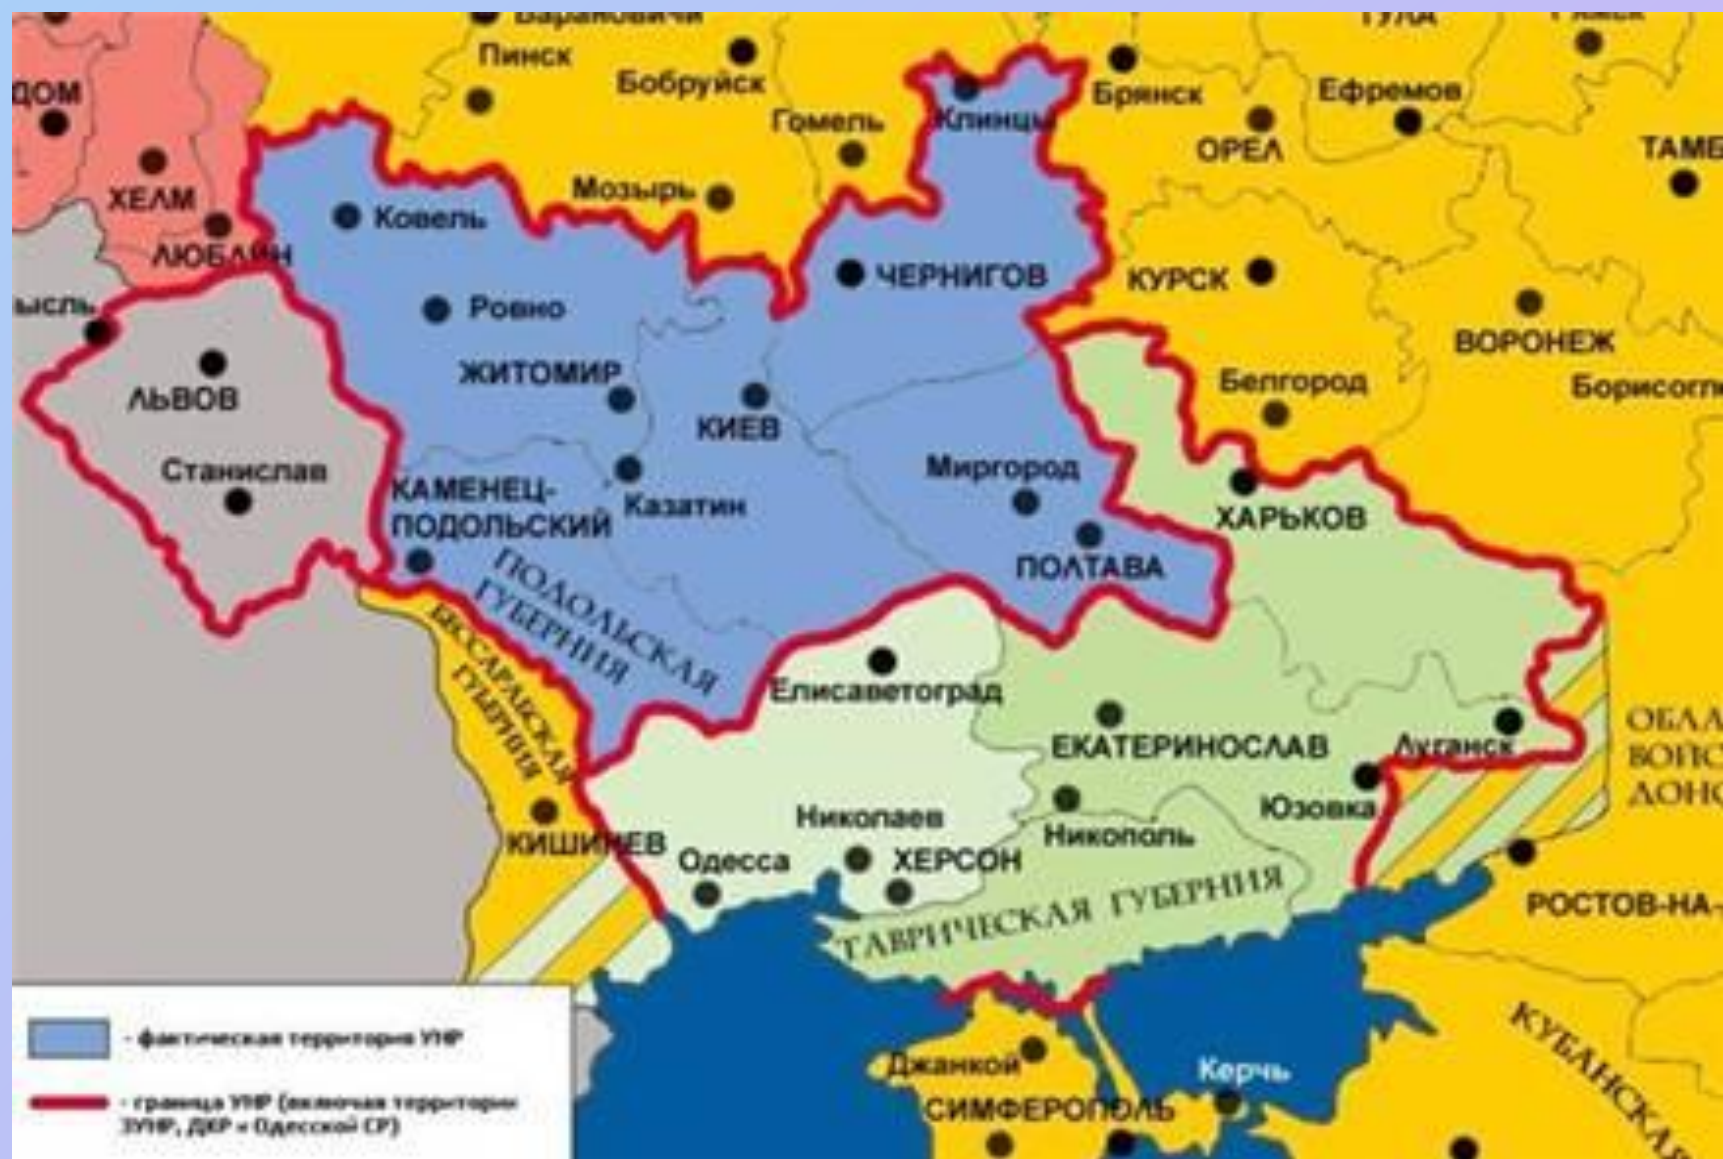 Барановичи
ТУЛА
Пинск
Бобруйск
Брянск
Ефремов
Гомель
Клинцы
ОРЕЛ
ХЕЛМ
Мозырь
Ковель
ЛЮБЛИН
ЧЕРНИГОВ
КУРСК
Ровно
ВОРОНЕЖ
ЖИТОМИР
Белгород
ЛЬВОВ
КИЕВ
Станислав
Миргород
КАМЕНЕЦ-
ПОДОЛЬСКИЙ
Казатин
ХАРЬКОВ
ПОЛТАВА
ПОДОЛЬСКАЯ
ГУБЕРНИЯ
БЕССАРАБСКАЯ
ГУБЕРНИЯ
Елисаветоград
ЕКАТЕРИНОСЛАВ
Луганск
Юзовка
Николаев
Никополь
КИШИНЕВ
Одесса
ХЕРСОН
ТАВРИЧЕСКАЯ ГУБЕРНИЯ
РОСТОВ-НА-
КУБАНСКАЯ
Джанкой
Керчь
СИМФЕРОПОЛЬ
- фактическая территория УНР
- граница УНР (включая территории
ЗУНР, ДКР и Одесской СР)